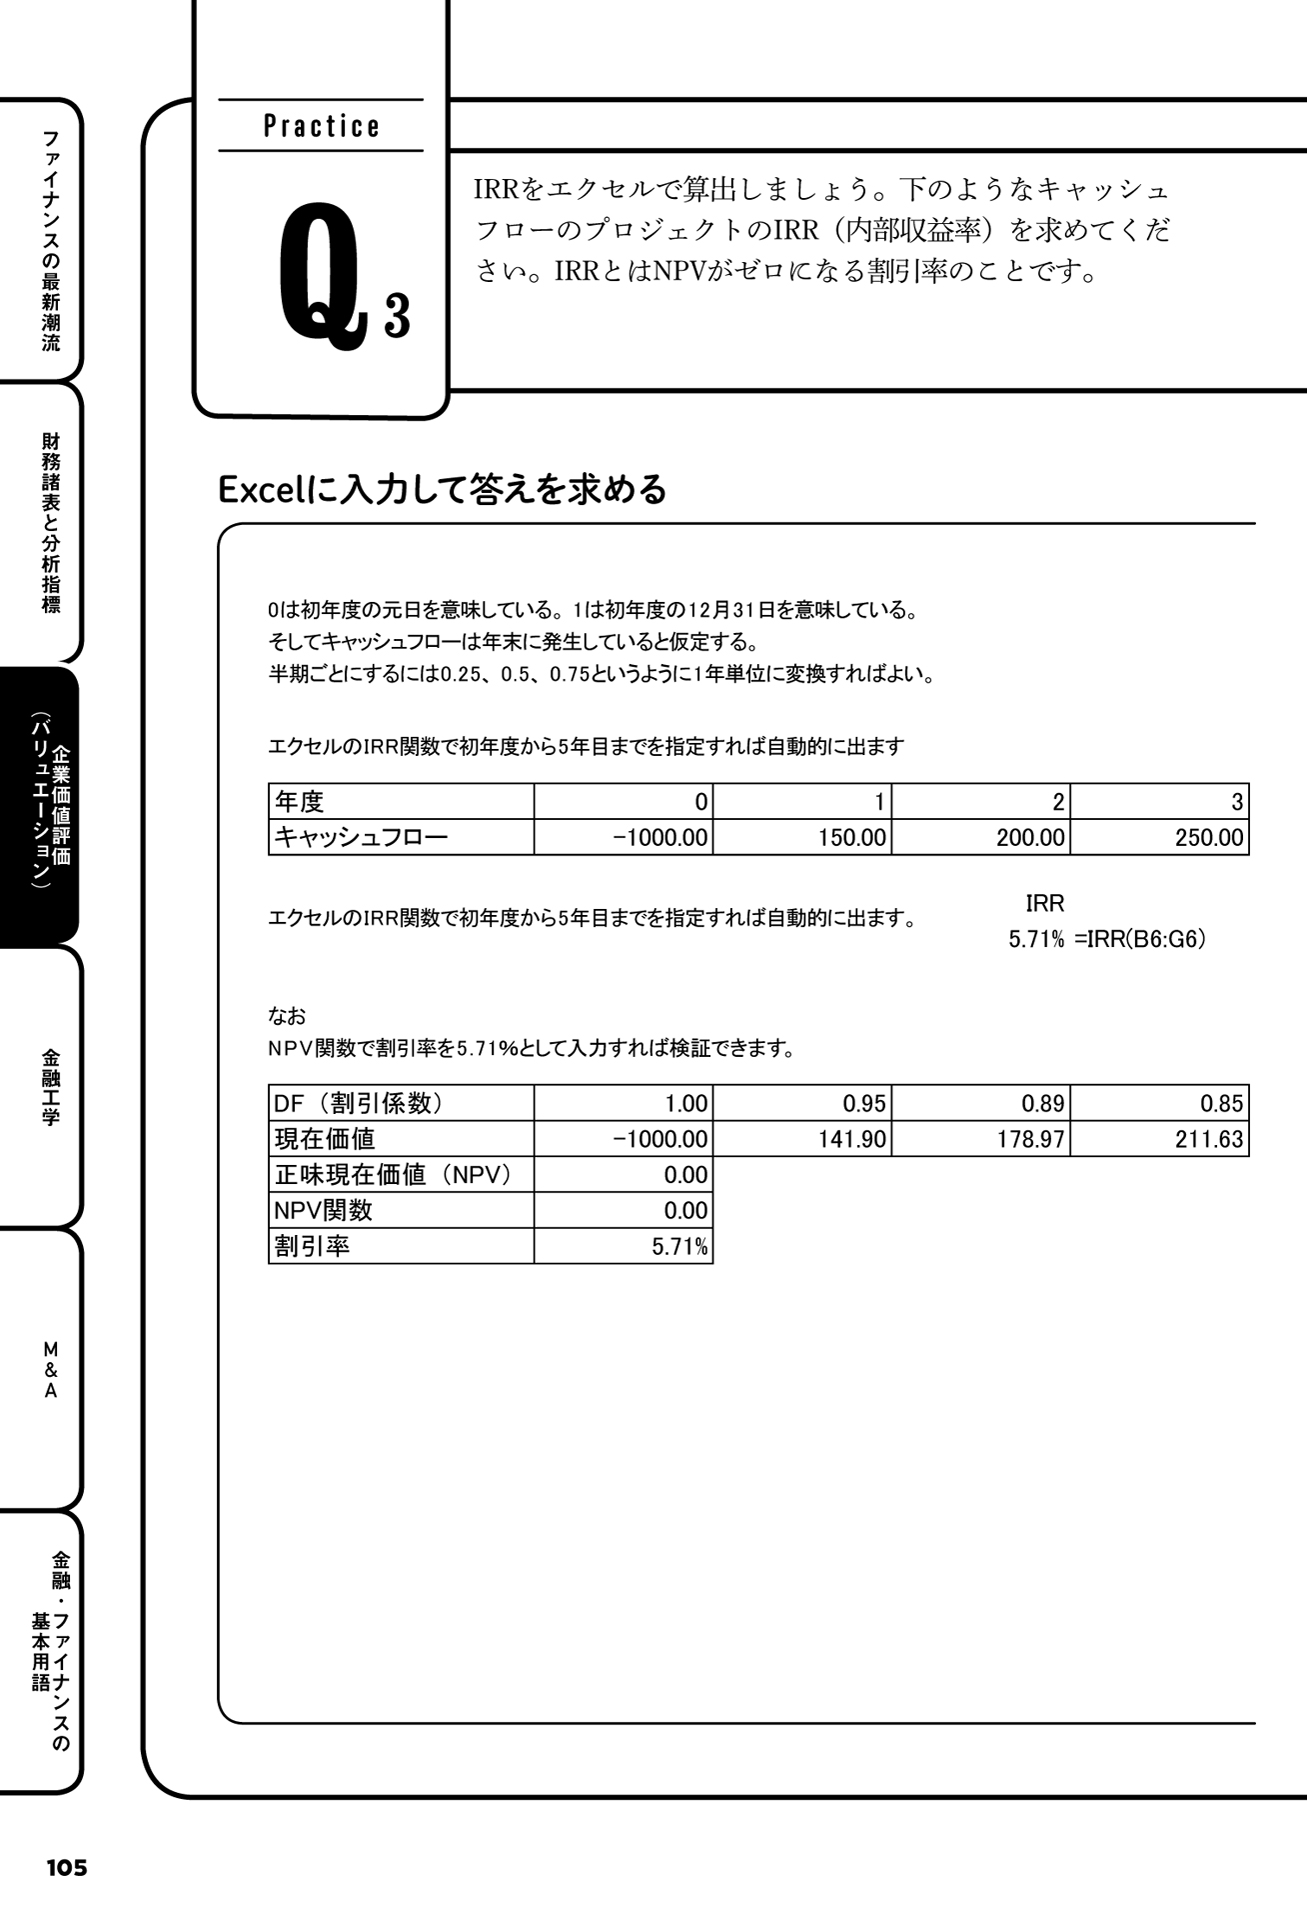 Practice
Q3
IRRをエクセルで算出しましょう。下のようなキャッシュ
フローのプロジェクトのIRR（内部収益率）を求めてくだ
さい。IRRとはNPVがゼロになる割引率のことです。
Excelに入力して答えを求める
0は初年度の元日を意味している。1は初年度の12月31日を意味している。
そしてキャッシュフローは年末に発生していると仮定する。
半期ごとにするには0.25、0.5、0.75というように1年単位に変換すればよい。
エクセルのIRR関数で初年度から5年目までを指定すれば自動的に出ます
年度 0 1 2 3
キャッシュフロー −1000.00 150.00 200.00 250.00
IRR
エクセルのIRR関数で初年度から5年目までを指定すれば自動的に出ます。
5.71% =IRR(B6:G6)
なお
NPV関数で割引率を5.71%として入力すれば検証できます。
DF（割引係数） 1.00 0.95 0.89 0.85
現在価値 −1000.00 141.90 178.97 211.63
正味現在価値（NPV） 0.00
NPV関数 0.00
割引率 5.71%
ファイナンスの最新潮流
財務諸表と分析指標
企業価値評価
（バリュエーション）
金融工学
M&A
金融・ファイナンスの
基本用語
105